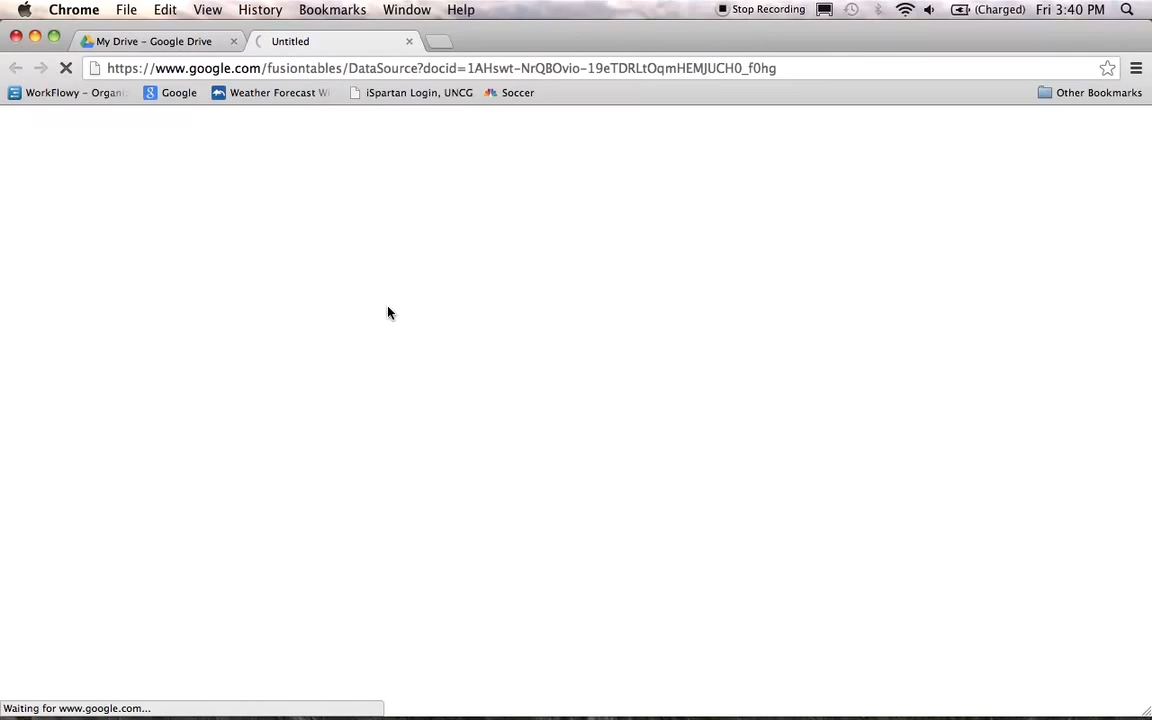 Chrome File Edit View History Bookmarks Window Help Stop Recording (Charged) Fri 3:40 PM
My Drive – Google Drive Untitled
https://www.google.com/fusiontables/DataSource?docid=1AHswt-NrQBOvio-19eTDRLtOqmHEMJUCH0_f0hg
WorkFlowy – Organi Google Weather Forecast Wi iSpartan Login, UNCG Soccer Other Bookmarks
Waiting for www.google.com...